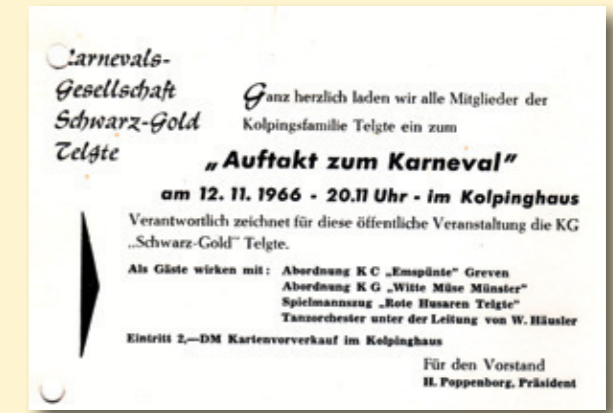 Karnevals-
Gesellschaft
Schwarz-Gold
Telgte
Ganz herzlich laden wir alle Mitglieder der
Kolpingsfamilie Telgte ein zum
„Auftakt zum Karneval"
am 12. 11. 1966 - 20.11 Uhr - im Kolpinghaus
Verantwortlich zeichnet für diese öffentliche Veranstaltung die KG
„Schwarz-Gold" Telgte.
Als Gäste wirken mit: Abordnung K C „Emspünte" Greven
Abordnung K G „Witte Müse Münster"
Spielmannszug „Rote Husaren Telgte"
Tanzorchester unter der Leitung von W. Häusler
Eintritt 2,—DM Kartenvorverkauf im Kolpinghaus
Für den Vorstand
H. Poppenborg, Präsident